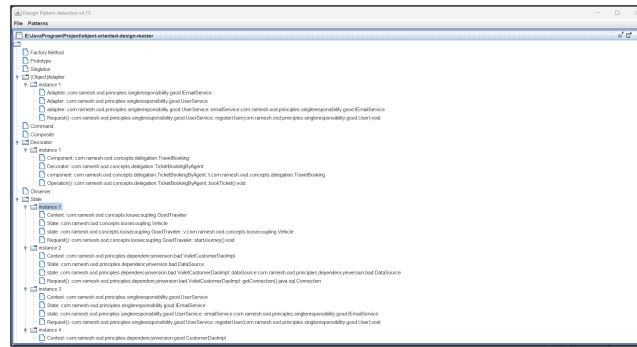 Design Pattern detection v4.13
File Patterns
E:\JavaProgram\Project\object-oriented-design-master
Factory Method
Prototype
Singleton
(Object)Adapter
instance 1
Adaptee: com.ramesh.ood.principles.singleresponsibility.good.IEmailService
Adapter: com.ramesh.ood.principles.singleresponsibility.good.UserService
adaptee: com.ramesh.ood.principles.singleresponsibility.good.UserService::emailService:com.ramesh.ood.principles.singleresponsibility.good.IEmailService
Request(): com.ramesh.ood.principles.singleresponsibility.good.UserService::registerUser(com.ramesh.ood.principles.singleresponsibility.good.User):void
Command
Composite
Decorator
instance 1
Component: com.ramesh.ood.concepts.delegation.TravelBooking
Decorator: com.ramesh.ood.concepts.delegation.TicketBookingByAgent
component: com.ramesh.ood.concepts.delegation.TicketBookingByAgent::t:com.ramesh.ood.concepts.delegation.TravelBooking
Operation(): com.ramesh.ood.concepts.delegation.TicketBookingByAgent::bookTicket():void
Observer
State
instance 1
Context: com.ramesh.ood.concepts.loosecoupling.GoodTraveler
State: com.ramesh.ood.concepts.loosecoupling.Vehicle
state: com.ramesh.ood.concepts.loosecoupling.GoodTraveler::v:com.ramesh.ood.concepts.loosecoupling.Vehicle
Request(): com.ramesh.ood.concepts.loosecoupling.GoodTraveler::startJourney():void
instance 2
Context: com.ramesh.ood.principles.dependencyinversion.bad.VoiletCustomerDaoImpl
State: com.ramesh.ood.principles.dependencyinversion.bad.DataSource
state: com.ramesh.ood.principles.dependencyinversion.bad.VoiletCustomerDaoImpl::dataSource:com.ramesh.ood.principles.dependencyinversion.bad.DataSource
Request(): com.ramesh.ood.principles.dependencyinversion.bad.VoiletCustomerDaoImpl::getConnection():java.sql.Connection
instance 3
Context: com.ramesh.ood.principles.singleresponsibility.good.UserService
State: com.ramesh.ood.principles.singleresponsibility.good.IEmailService
state: com.ramesh.ood.principles.singleresponsibility.good.UserService::emailService:com.ramesh.ood.principles.singleresponsibility.good.IEmailService
Request(): com.ramesh.ood.principles.singleresponsibility.good.UserService::registerUser(com.ramesh.ood.principles.singleresponsibility.good.User):void
instance 4
Context: com.ramesh.ood.principles.dependencyinversion.good.CustomerDaoImpl